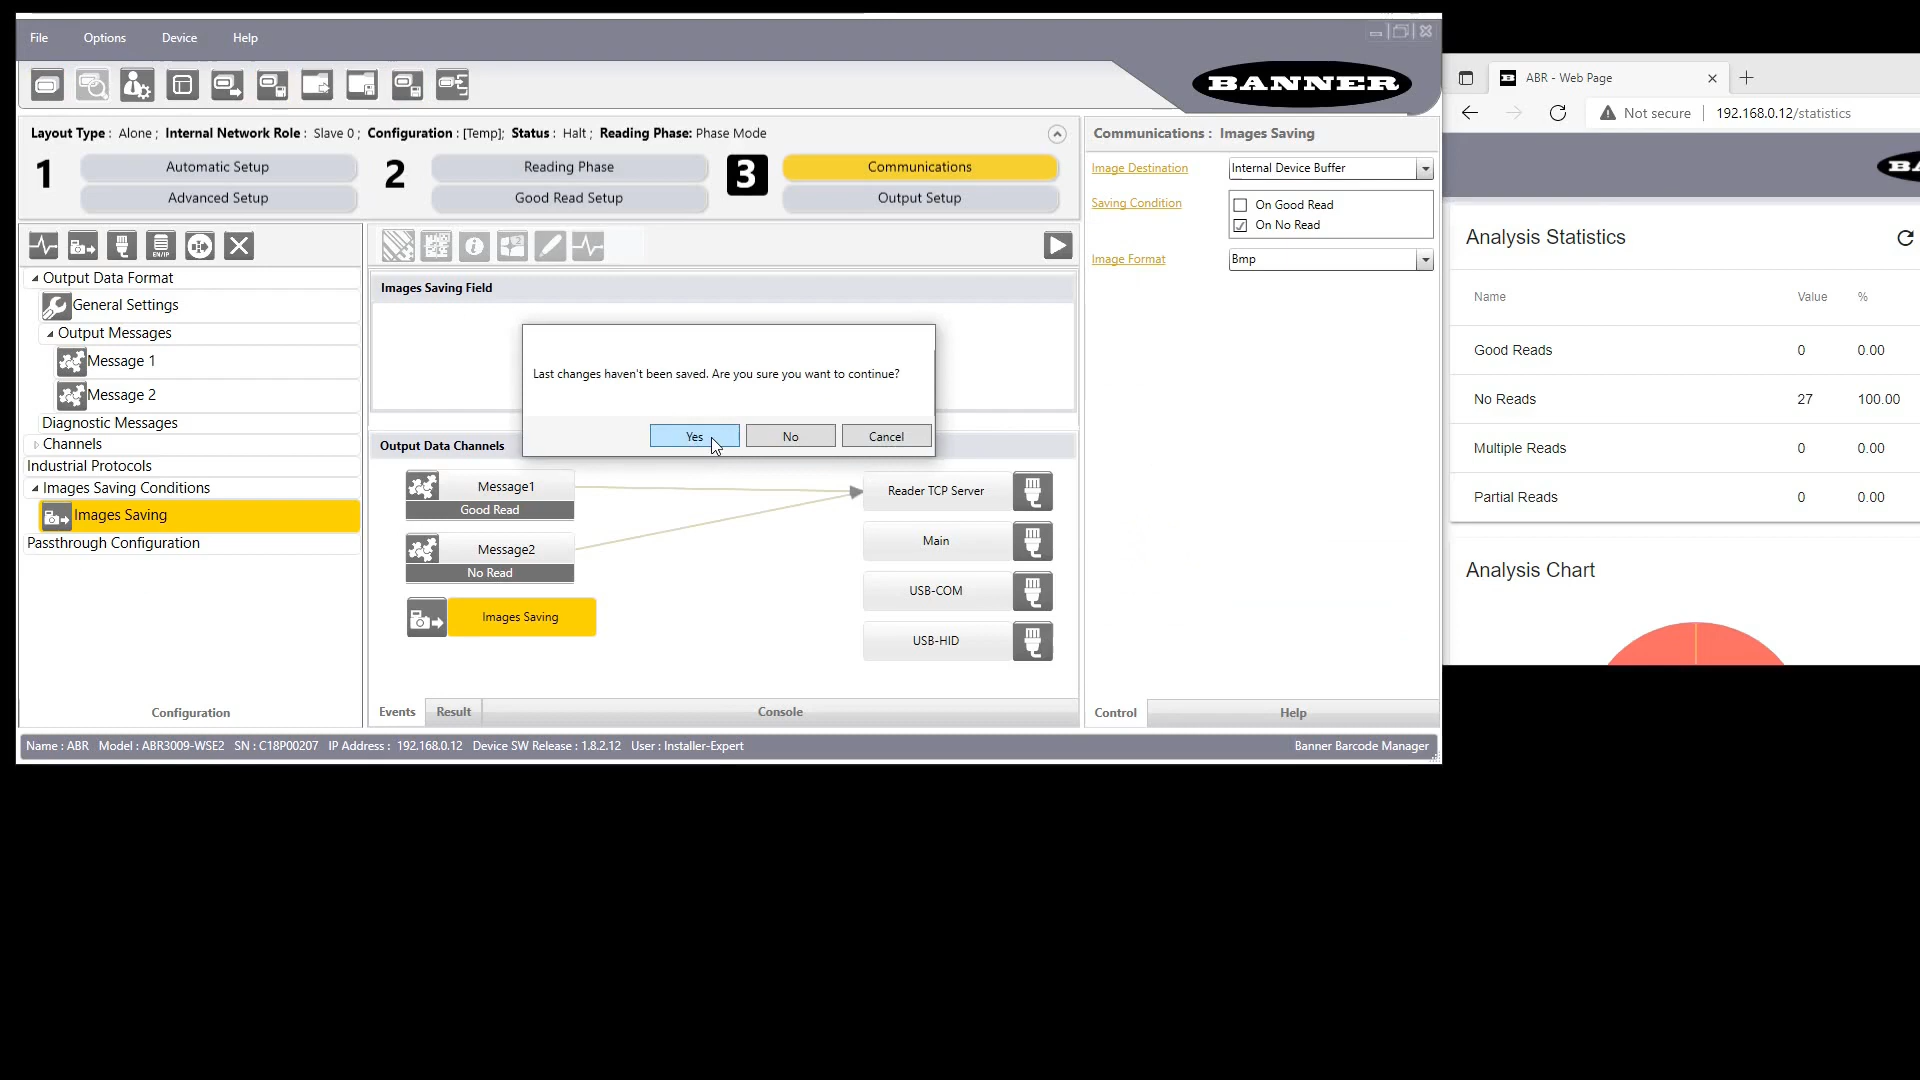 File Options Device Help
BANNER
Layout Type : Alone ; Internal Network Role : Slave 0 ; Configuration : [Temp]; Status : Halt ; Reading Phase: Phase Mode
1 Automatic Setup
Advanced Setup
2 Reading Phase
Good Read Setup
3 Communications
Output Setup
EN/IP
Output Data Format
General Settings
Output Messages
Message 1
Message 2
Diagnostic Messages
Channels
Industrial Protocols
Images Saving Conditions
Images Saving
Passthrough Configuration
Configuration
Images Saving Field
Last changes haven't been saved. Are you sure you want to continue?
Yes No Cancel
Output Data Channels
Message1
Good Read
Message2
No Read
Images Saving
Reader TCP Server
Main
USB-COM
USB-HID
Events Result Console
Communications : Images Saving
Image Destination Internal Device Buffer
Saving Condition On Good Read
On No Read
Image Format Bmp
Control Help
Name : ABR Model : ABR3009-WSE2 SN : C18P00207 IP Address : 192.168.0.12 Device SW Release : 1.8.2.12 User : Installer-Expert Banner Barcode Manager
ABR - Web Page
Not secure 192.168.0.12/statistics
BA
Analysis Statistics
Name Value %
Good Reads 0 0.00
No Reads 27 100.00
Multiple Reads 0 0.00
Partial Reads 0 0.00
Analysis Chart